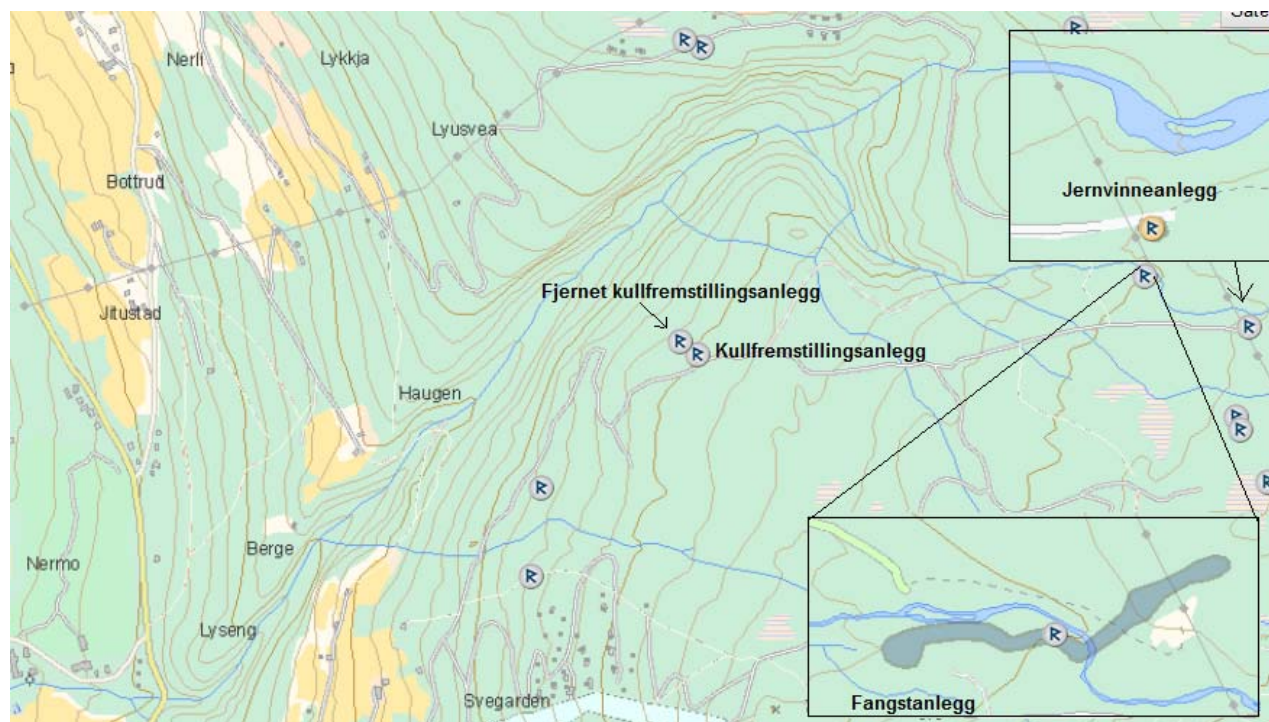 Nerli
Lykkja
Lyusvea
Bottrud
Jernvinneanlegg
Fjernet kullfremstillingsanlegg
Jitustad
Kullfremstillingsanlegg
Haugen
Berge
Nermo
Lyseng
Svegarden
Fangstanlegg